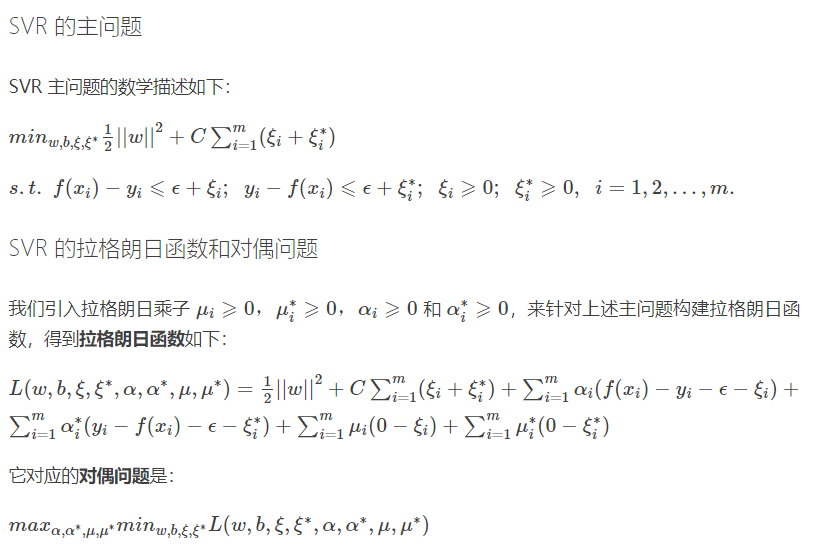 SVR 的主问题
SVR 主问题的数学描述如下：
$min_{w,b,\xi,\xi^*} \frac{1}{2}||w||^2 + C\sum_{i=1}^{m}(\xi_i + \xi_i^*)$
$s.t.\ f(x_i) - y_i \leqslant \epsilon + \xi_i;\ \ y_i - f(x_i) \leqslant \epsilon + \xi_i^*;\ \ \xi_i \geqslant 0;\ \ \xi_i^* \geqslant 0,\ \ i = 1, 2, \ldots, m.$
SVR 的拉格朗日函数和对偶问题
我们引入拉格朗日乘子 $\mu_i \geqslant 0$，$\mu_i^* \geqslant 0$，$\alpha_i \geqslant 0$ 和 $\alpha_i^* \geqslant 0$，来针对上述主问题构建拉格朗日函
数，得到拉格朗日函数如下：
$L(w, b, \xi, \xi^*, \alpha, \alpha^*, \mu, \mu^*) = \frac{1}{2}||w||^2 + C\sum_{i=1}^{m}(\xi_i + \xi_i^*) + \sum_{i=1}^{m}\alpha_i(f(x_i) - y_i - \epsilon - \xi_i) +$
$\sum_{i=1}^{m}\alpha_i^*(y_i - f(x_i) - \epsilon - \xi_i^*) + \sum_{i=1}^{m}\mu_i(0 - \xi_i) + \sum_{i=1}^{m}\mu_i^*(0 - \xi_i^*)$
它对应的对偶问题是：
$max_{\alpha,\alpha^*,\mu,\mu^*} min_{w,b,\xi,\xi^*} L(w, b, \xi, \xi^*, \alpha, \alpha^*, \mu, \mu^*)$